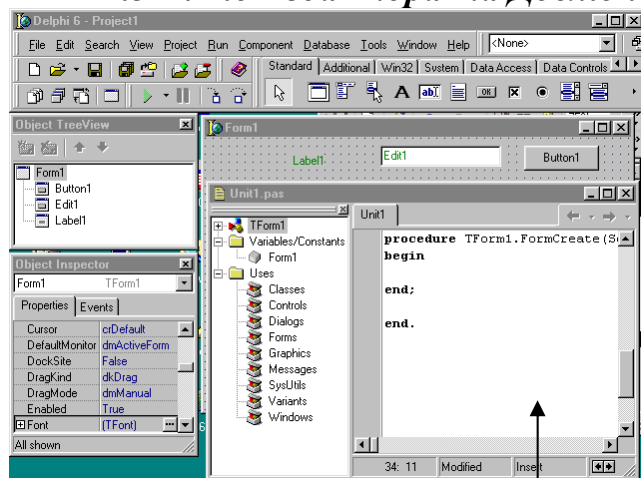 Delphi 6 - Project1
File Edit Search View Project Run Component Database Tools Window Help <None>
Standard Additional Win32 System Data Access Data Controls
A ab OK
Object TreeView
Form1
Button1
Edit1
Label1
Form1
Label1
Edit1
Button1
Object Inspector
Form1 TForm1
Properties Events
Cursor crDefault
DefaultMonitor dmActiveForm
DockSite False
DragKind dkDrag
DragMode dmManual
Enabled True
Font (TFont)
All shown
Unit1.pas
TForm1
Variables/Constants
Form1
Uses
Classes
Controls
Dialogs
Forms
Graphics
Messages
SysUtils
Variants
Windows
Unit1
procedure TForm1.FormCreate(S
begin
end;
end.
34: 11 Modified Insert